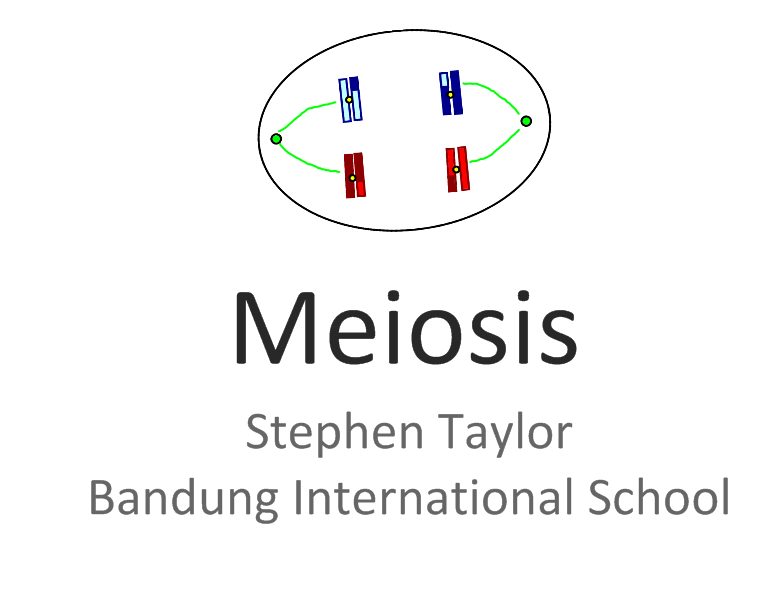 Meiosis
Stephen Taylor
Bandung International School